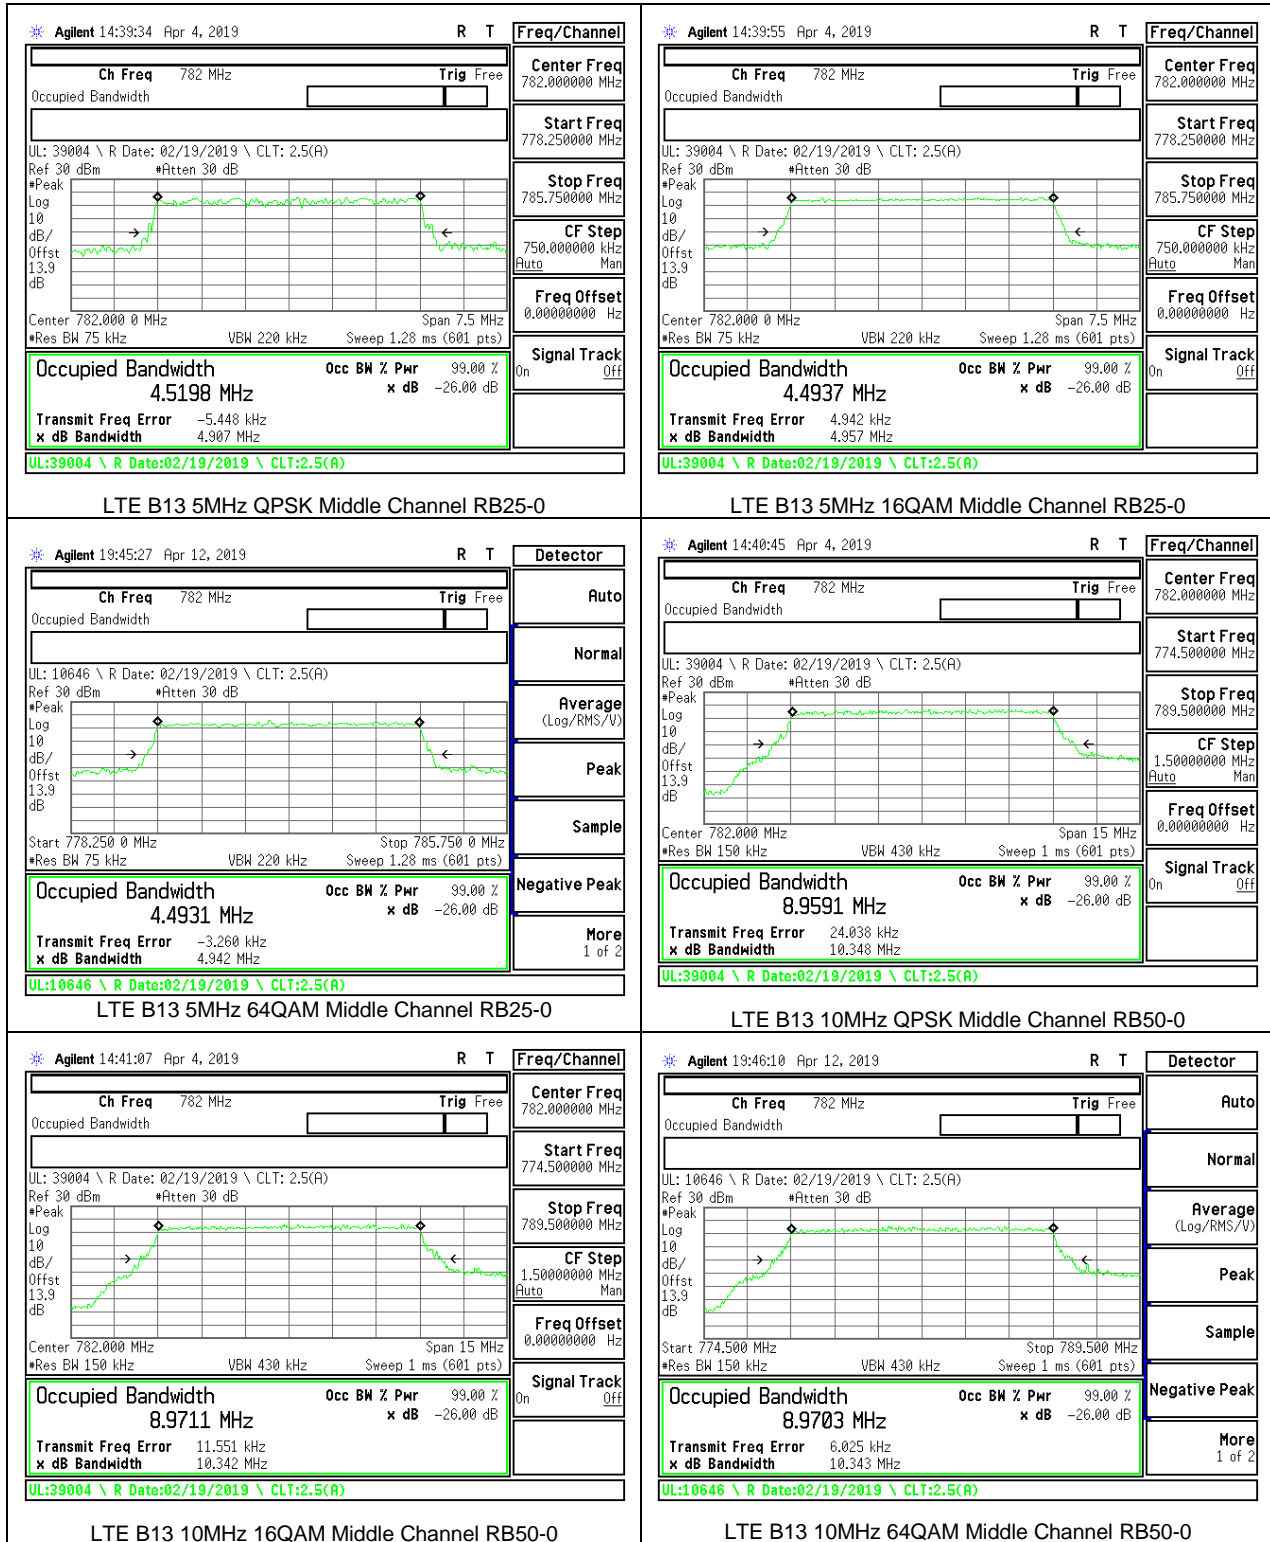 Agilent 14:39:34 Apr 4, 2019 R T
Freq/Channel
Ch Freq 782 MHz Trig Free
Occupied Bandwidth
UL: 39004 \ R Date: 02/19/2019 \ CLT: 2.5(A)
Ref 30 dBm #Atten 30 dB
#Peak
Log
10
dB/
Offst
13.9
dB
Center 782.000 0 MHz Span 7.5 MHz
#Res BW 75 kHz VBW 220 kHz Sweep 1.28 ms (601 pts)
Occupied Bandwidth Occ BW % Pwr 99.00 %
4.5198 MHz x dB -26.00 dB
Transmit Freq Error -5.448 kHz
x dB Bandwidth 4.907 MHz
UL:39004 \ R Date:02/19/2019 \ CLT:2.5(A)
Center Freq
782.000000 MHz
Start Freq
778.250000 MHz
Stop Freq
785.750000 MHz
CF Step
750.000000 kHz
Auto Man
Freq Offset
0.00000000 Hz
Signal Track
On Off
LTE B13 5MHz QPSK Middle Channel RB25-0
Agilent 14:39:55 Apr 4, 2019 R T
Freq/Channel
Ch Freq 782 MHz Trig Free
Occupied Bandwidth
UL: 39004 \ R Date: 02/19/2019 \ CLT: 2.5(A)
Ref 30 dBm #Atten 30 dB
#Peak
Log
10
dB/
Offst
13.9
dB
Center 782.000 0 MHz Span 7.5 MHz
#Res BW 75 kHz VBW 220 kHz Sweep 1.28 ms (601 pts)
Occupied Bandwidth Occ BW % Pwr 99.00 %
4.4937 MHz x dB -26.00 dB
Transmit Freq Error 4.942 kHz
x dB Bandwidth 4.957 MHz
UL:39004 \ R Date:02/19/2019 \ CLT:2.5(A)
Center Freq
782.000000 MHz
Start Freq
778.250000 MHz
Stop Freq
785.750000 MHz
CF Step
750.000000 kHz
Auto Man
Freq Offset
0.00000000 Hz
Signal Track
On Off
LTE B13 5MHz 16QAM Middle Channel RB25-0
Agilent 19:45:27 Apr 12, 2019 R T
Detector
Ch Freq 782 MHz Trig Free
Occupied Bandwidth
UL: 10646 \ R Date: 02/19/2019 \ CLT: 2.5(A)
Ref 30 dBm #Atten 30 dB
#Peak
Log
10
dB/
Offst
13.9
dB
Start 778.250 0 MHz Stop 785.750 0 MHz
#Res BW 75 kHz VBW 220 kHz Sweep 1.28 ms (601 pts)
Occupied Bandwidth Occ BW % Pwr 99.00 %
4.4931 MHz x dB -26.00 dB
Transmit Freq Error -3.260 kHz
x dB Bandwidth 4.942 MHz
UL:10646 \ R Date:02/19/2019 \ CLT:2.5(A)
Auto
Normal
Average
(Log/RMS/V)
Peak
Sample
Negative Peak
More
1 of 2
LTE B13 5MHz 64QAM Middle Channel RB25-0
Agilent 14:40:45 Apr 4, 2019 R T
Freq/Channel
Ch Freq 782 MHz Trig Free
Occupied Bandwidth
UL: 39004 \ R Date: 02/19/2019 \ CLT: 2.5(A)
Ref 30 dBm #Atten 30 dB
#Peak
Log
10
dB/
Offst
13.9
dB
Center 782.000 MHz Span 15 MHz
#Res BW 150 kHz VBW 430 kHz Sweep 1 ms (601 pts)
Occupied Bandwidth Occ BW % Pwr 99.00 %
8.9591 MHz x dB -26.00 dB
Transmit Freq Error 24.038 kHz
x dB Bandwidth 10.348 MHz
UL:39004 \ R Date:02/19/2019 \ CLT:2.5(A)
Center Freq
782.000000 MHz
Start Freq
774.500000 MHz
Stop Freq
789.500000 MHz
CF Step
1.50000000 MHz
Auto Man
Freq Offset
0.00000000 Hz
Signal Track
On Off
LTE B13 10MHz QPSK Middle Channel RB50-0
Agilent 14:41:07 Apr 4, 2019 R T
Freq/Channel
Ch Freq 782 MHz Trig Free
Occupied Bandwidth
UL: 39004 \ R Date: 02/19/2019 \ CLT: 2.5(A)
Ref 30 dBm #Atten 30 dB
#Peak
Log
10
dB/
Offst
13.9
dB
Center 782.000 MHz Span 15 MHz
#Res BW 150 kHz VBW 430 kHz Sweep 1 ms (601 pts)
Occupied Bandwidth Occ BW % Pwr 99.00 %
8.9711 MHz x dB -26.00 dB
Transmit Freq Error 11.551 kHz
x dB Bandwidth 10.342 MHz
UL:39004 \ R Date:02/19/2019 \ CLT:2.5(A)
Center Freq
782.000000 MHz
Start Freq
774.500000 MHz
Stop Freq
789.500000 MHz
CF Step
1.50000000 MHz
Auto Man
Freq Offset
0.00000000 Hz
Signal Track
On Off
LTE B13 10MHz 16QAM Middle Channel RB50-0
Agilent 19:46:10 Apr 12, 2019 R T
Detector
Ch Freq 782 MHz Trig Free
Occupied Bandwidth
UL: 10646 \ R Date: 02/19/2019 \ CLT: 2.5(A)
Ref 30 dBm #Atten 30 dB
#Peak
Log
10
dB/
Offst
13.9
dB
Start 774.500 MHz Stop 789.500 MHz
#Res BW 150 kHz VBW 430 kHz Sweep 1 ms (601 pts)
Occupied Bandwidth Occ BW % Pwr 99.00 %
8.9703 MHz x dB -26.00 dB
Transmit Freq Error 6.025 kHz
x dB Bandwidth 10.343 MHz
UL:10646 \ R Date:02/19/2019 \ CLT:2.5(A)
Auto
Normal
Average
(Log/RMS/V)
Peak
Sample
Negative Peak
More
1 of 2
LTE B13 10MHz 64QAM Middle Channel RB50-0